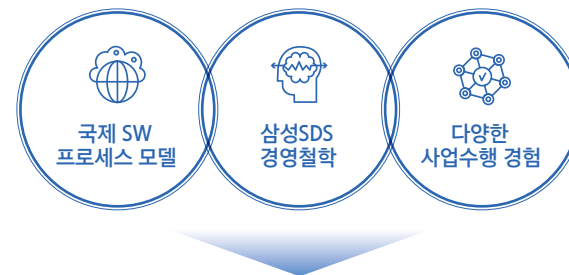 국제 SW
프로세스 모델
삼성SDS
경영철학
다양한
사업수행 경험